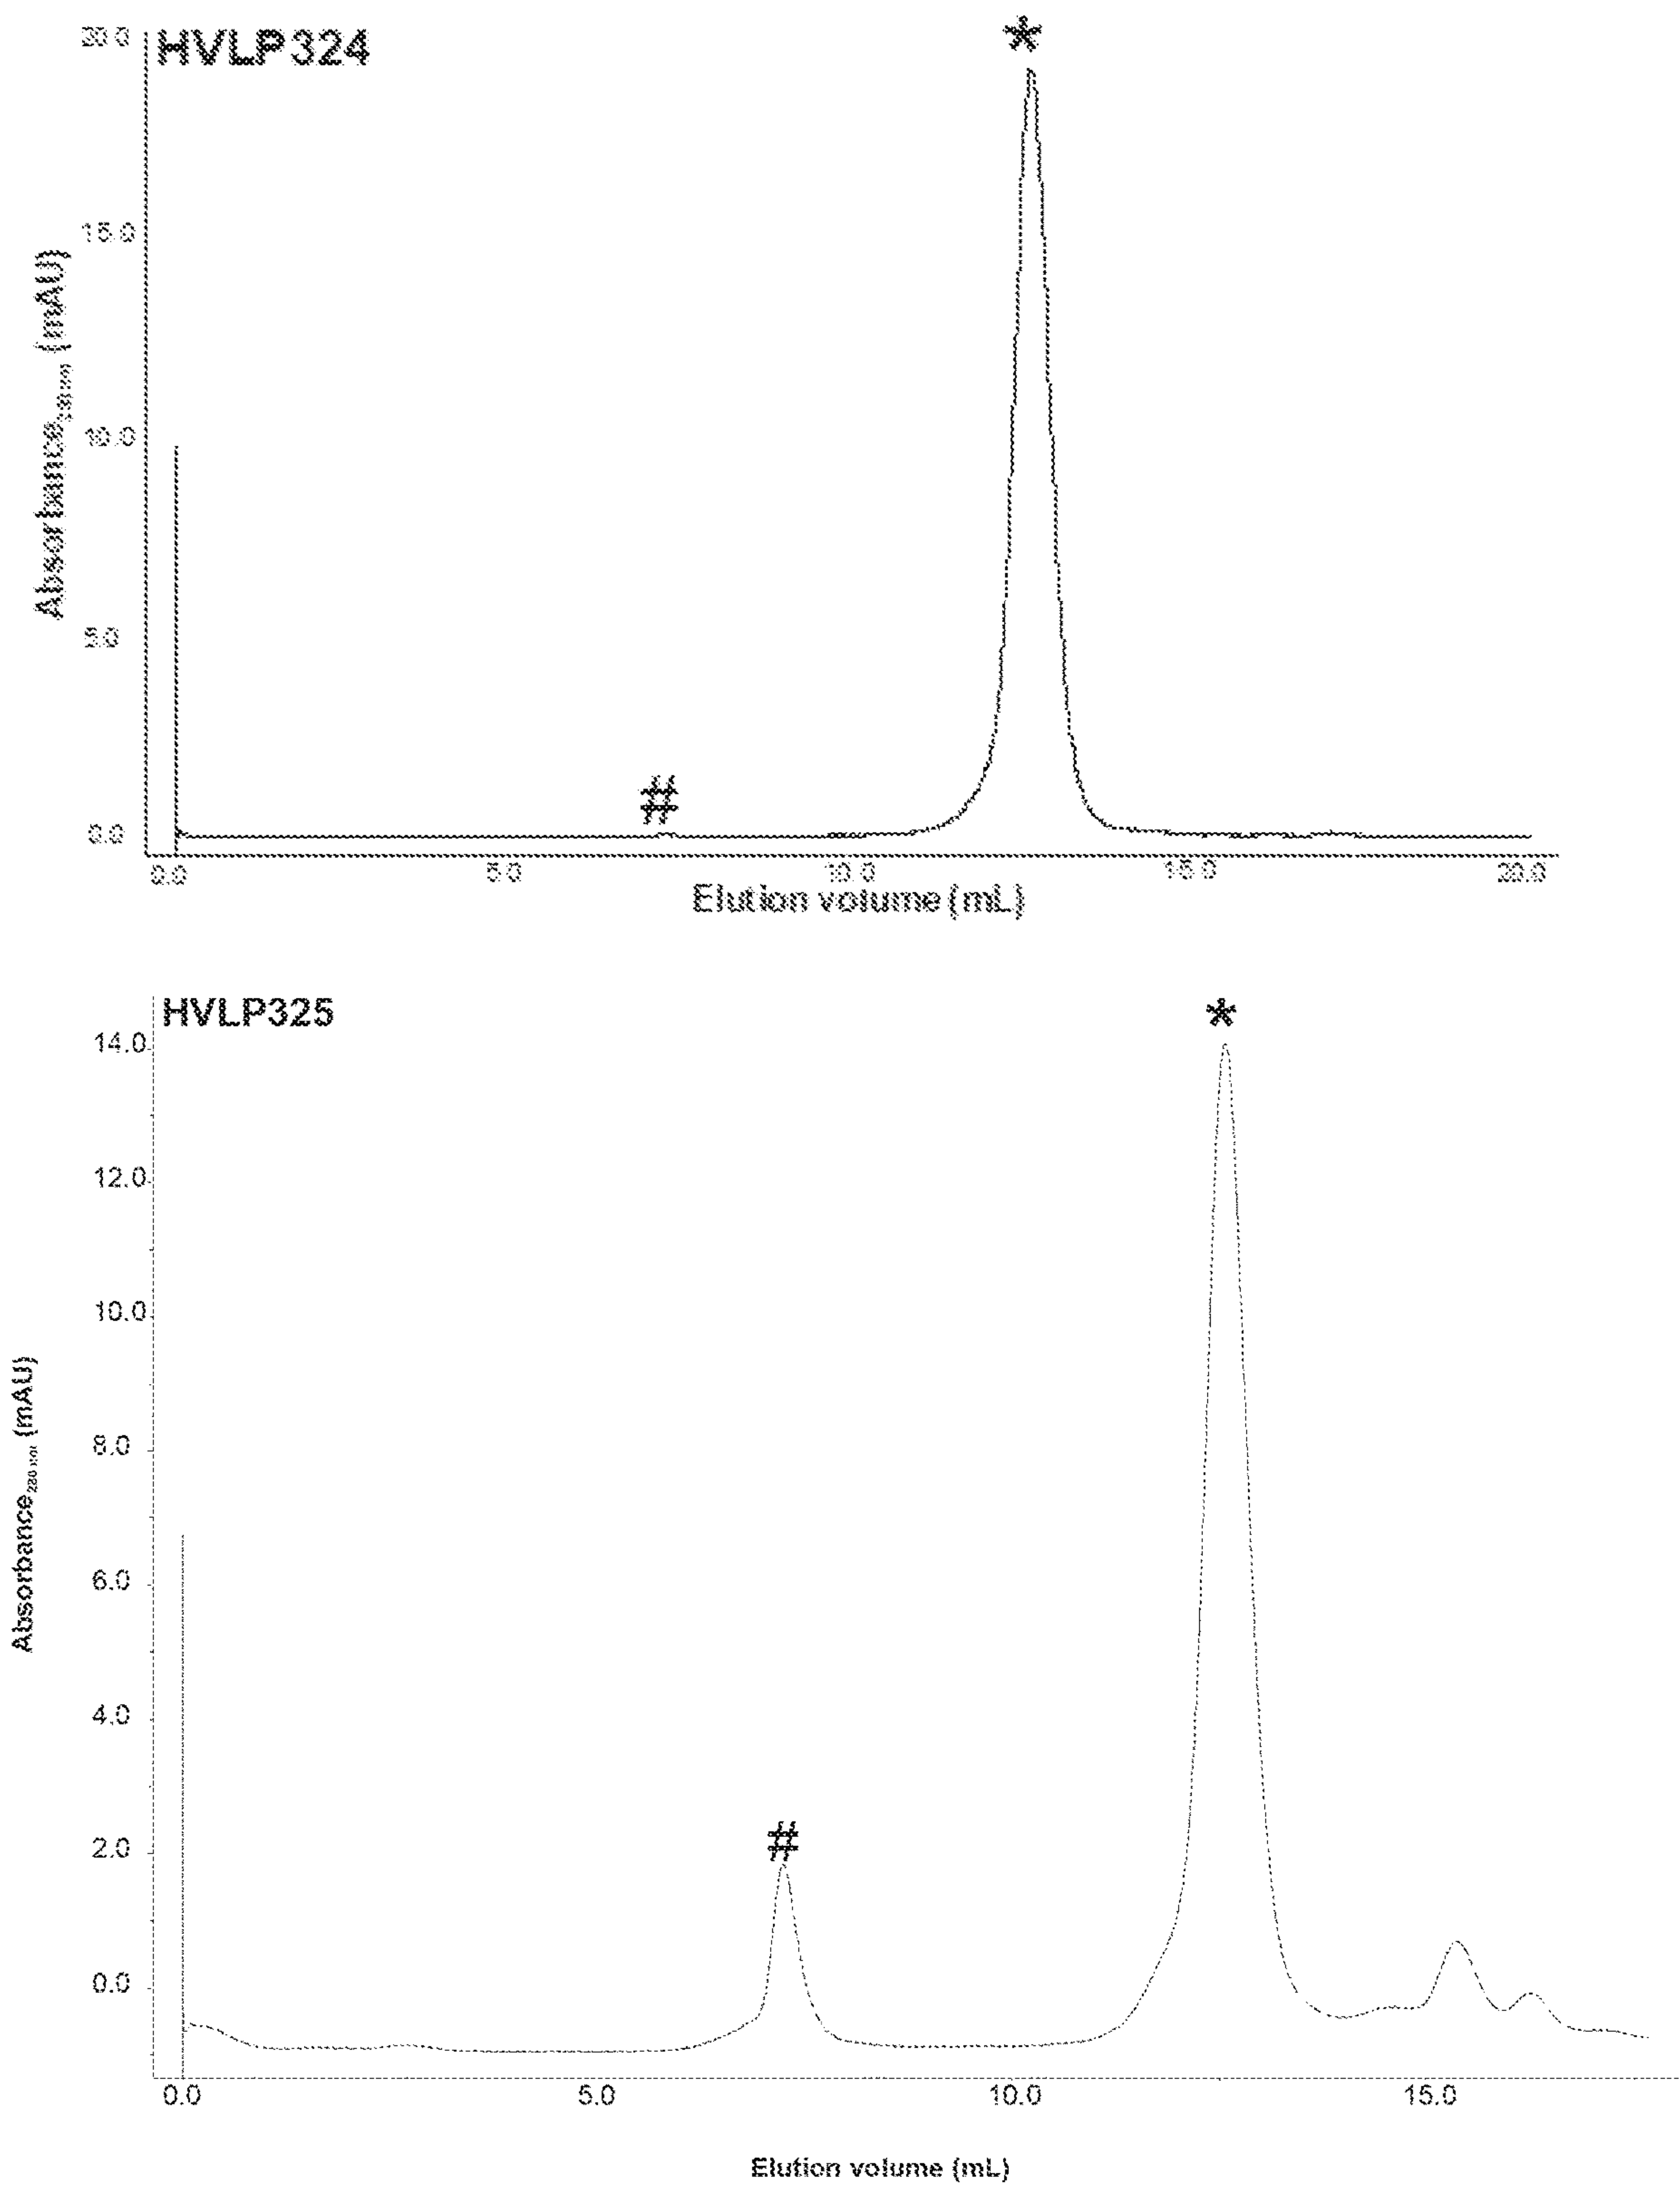 HVLP324
*
20.0
15.0
10.0
5.0
0.0
Absorbance (mAU)
#
0.0 5.0 10.0 15.0 20.0
Elution volume (mL)
HVLP325
*
14.0
12.0
10.0
8.0
6.0
4.0
2.0
0.0
Absorbance (mAU)
#
0.0 5.0 10.0 15.0
Elution volume (mL)